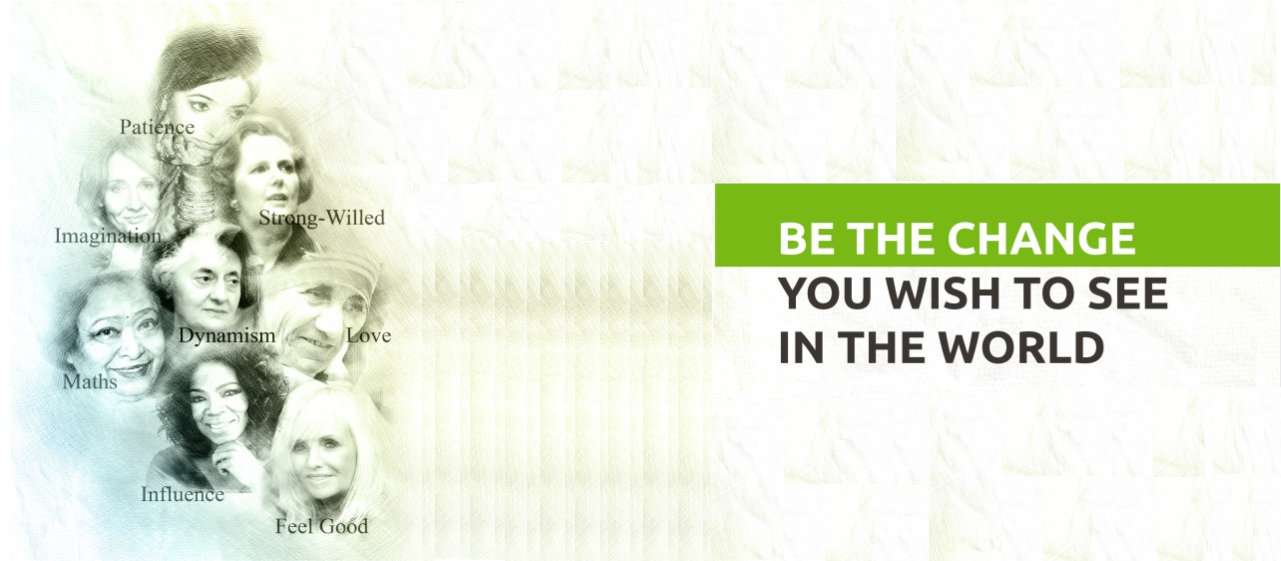 Patience
Strong-Willed
Imagination
Dynamism
Love
Maths
Influence
Feel Good
BE THE CHANGE
YOU WISH TO SEE
IN THE WORLD